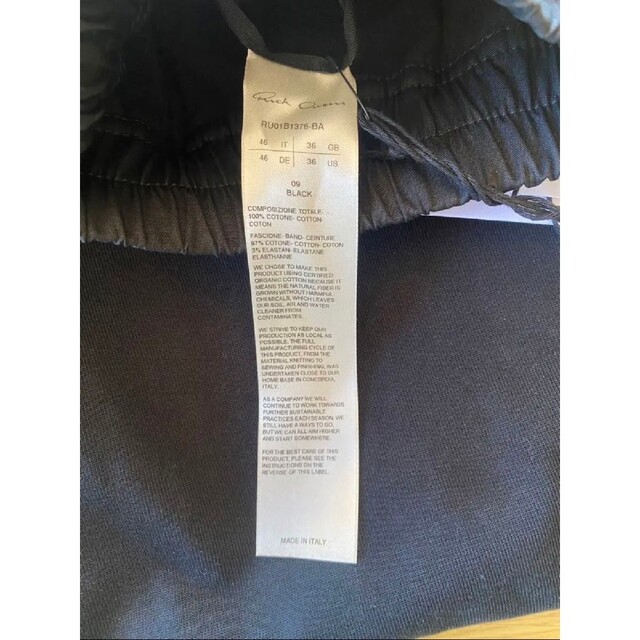 Rick Owens
RU01B1376-BA
46 IT 36 GB
46 DE 36 US
09
BLACK
COMPOSIZIONE TOTALE-
100% COTONE- COTTON-
COTON
FASCIONE- BAND- CEINTURE
97% COTONE- COTTON- COTON
3% ELASTAN- ELASTANE
ELASTHANNE
WE CHOSE TO MAKE THIS
PRODUCT USING CERTIFIED
ORGANIC COTTON BECAUSE IT
MEANS THE NATURAL FIBER IS
GROWN WITHOUT HARMFUL
CHEMICALS, WHICH LEAVES
OUR SOIL, AIR AND WATER
CLEANER FROM
CONTAMINATES.
WE STRIVE TO KEEP OUR
PRODUCTION AS LOCAL AS
POSSIBLE. THE FULL
MANUFACTURING CYCLE OF
THIS PRODUCT, FROM THE
MATERIAL KNITTING TO
SEWING AND FINISHING, WAS
UNDERTAKEN CLOSE TO OUR
HOME BASE IN CONCORDIA,
ITALY.
AS A COMPANY WE WILL
CONTINUE TO WORK TOWARDS
FURTHER SUSTAINABLE
PRACTICES EACH SEASON. WE
STILL HAVE A WAYS TO GO,
BUT WE CAN ALL AIM HIGHER
AND START SOMEWHERE.
FOR THE BEST CARE OF THIS
PRODUCT, PLEASE SEE THE
INSTRUCTIONS ON THE
REVERSE OF THIS LABEL.
MADE IN ITALY